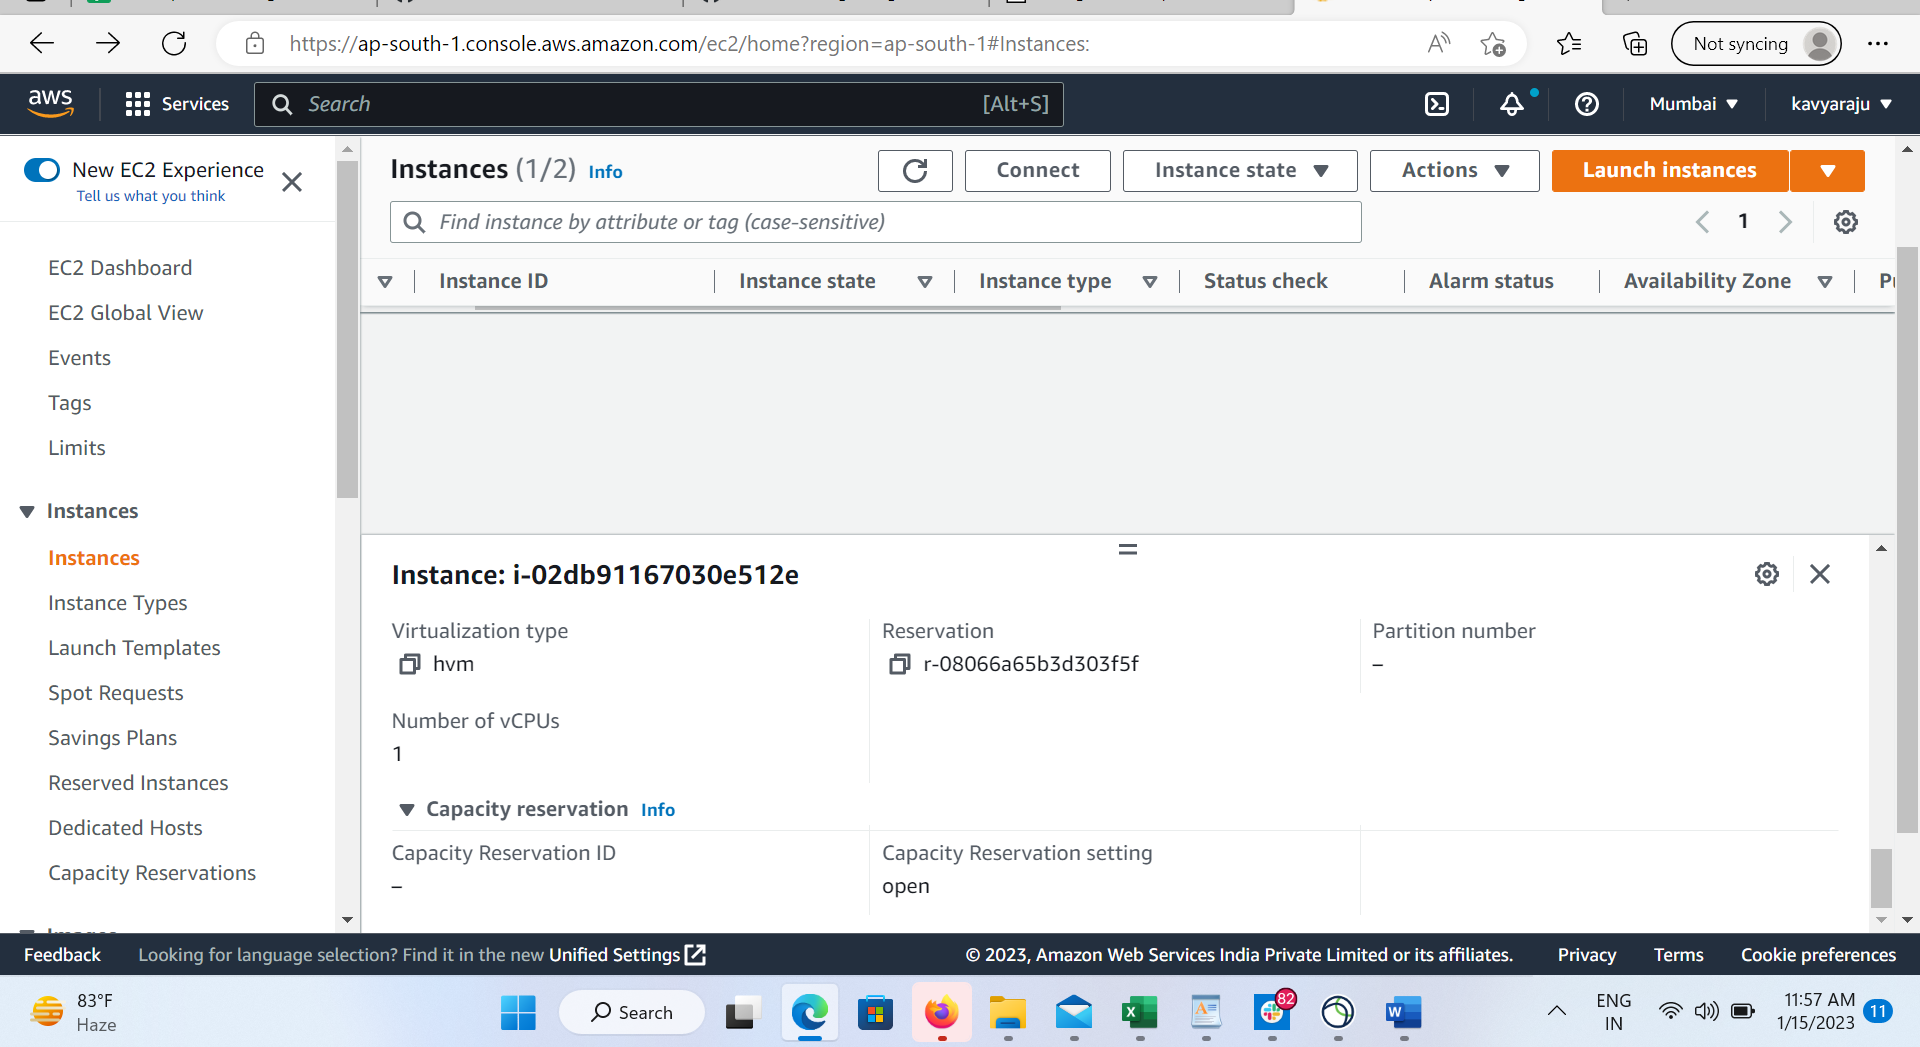 https://ap-south-1.console.aws.amazon.com/ec2/home?region=ap-south-1#Instances:
Not syncing
aws
Services
Search
[Alt+S]
Mumbai
kavyaraju
New EC2 Experience
Tell us what you think
EC2 Dashboard
EC2 Global View
Events
Tags
Limits
Instances
Instances
Instance Types
Launch Templates
Spot Requests
Savings Plans
Reserved Instances
Dedicated Hosts
Capacity Reservations
Images
Instances (1/2) Info
Connect
Instance state
Actions
Launch instances
Find instance by attribute or tag (case-sensitive)
1
Instance ID
Instance state
Instance type
Status check
Alarm status
Availability Zone
Instance: i-02db91167030e512e
Virtualization type
hvm
Reservation
r-08066a65b3d303f5f
Partition number
–
Number of vCPUs
1
Capacity reservation Info
Capacity Reservation ID
–
Capacity Reservation setting
open
Feedback
Looking for language selection? Find it in the new Unified Settings
© 2023, Amazon Web Services India Private Limited or its affiliates.
Privacy
Terms
Cookie preferences
83°F
Haze
Search
82
ENG
IN
11:57 AM
1/15/2023
11